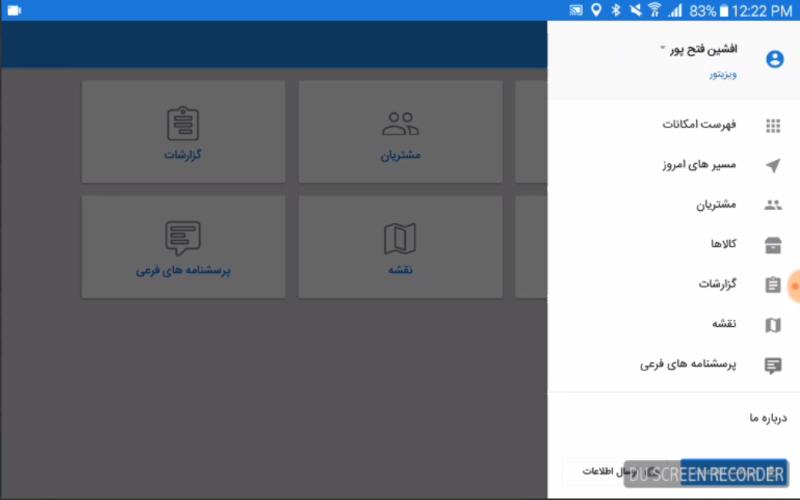 83% 12:22 PM
افشین فتح پور
ویزیتور
فهرست امکانات
مسیر های امروز
مشتریان
کالاها
گزارشات
نقشه
پرسشنامه های فرعی
درباره ما
ارسال اطلاعات
DU SCREEN RECORDER
مشتریان
گزارشات
نقشه
پرسشنامه های فرعی